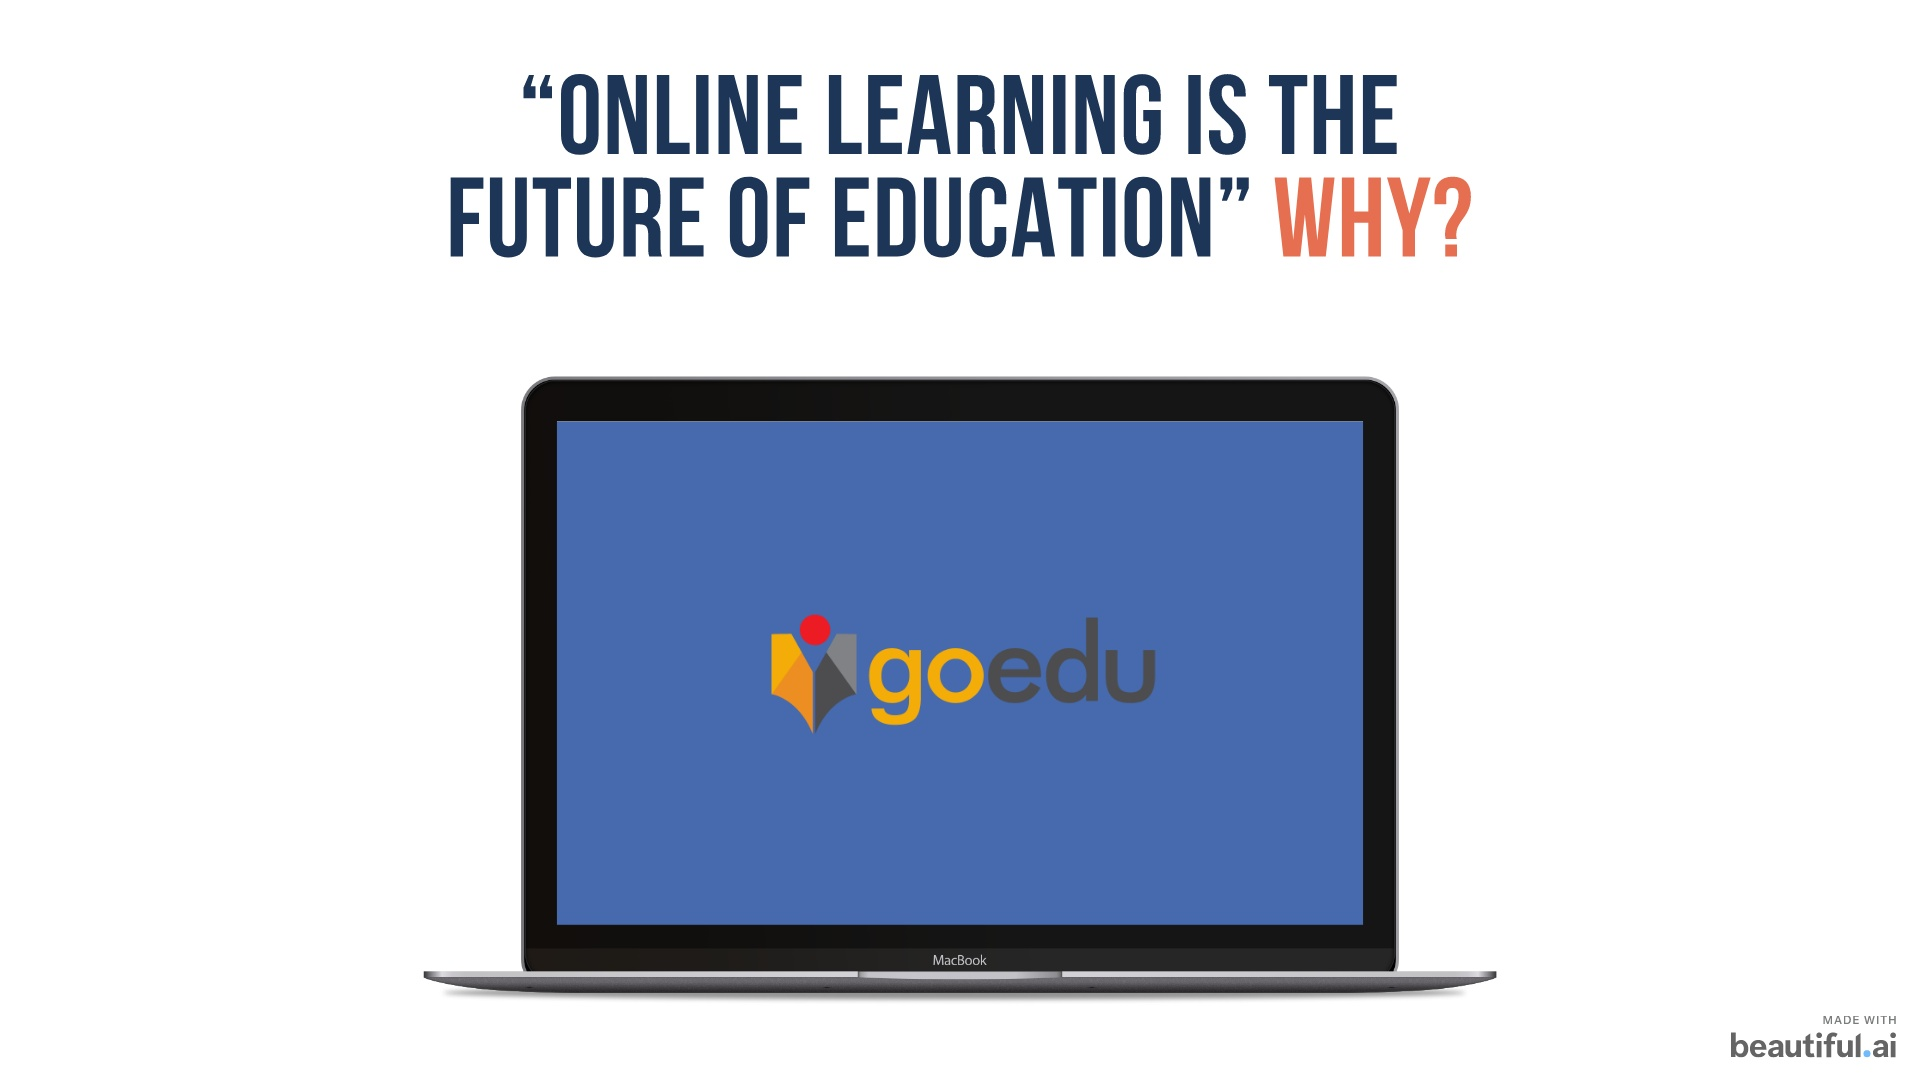 “ONLINE LEARNING IS THE
FUTURE OF EDUCATION” WHY?
goedu
MacBook
MADE WITH
beautiful.ai